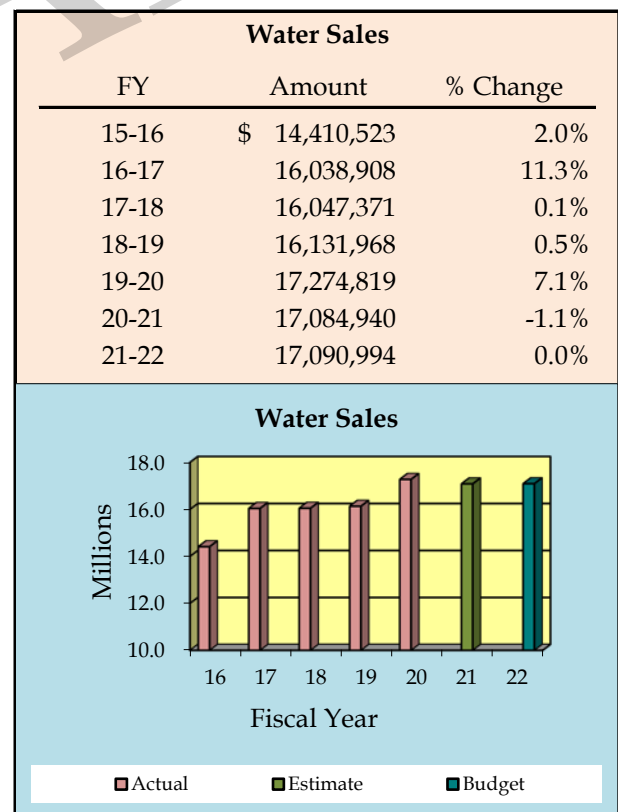 Water Sales
FY Amount % Change
15-16 $ 14,410,523 2.0%
16-17 16,038,908 11.3%
17-18 16,047,371 0.1%
18-19 16,131,968 0.5%
19-20 17,274,819 7.1%
20-21 17,084,940 -1.1%
21-22 17,090,994 0.0%
Water Sales
18.0
16.0
14.0
12.0
10.0
Millions
16 17 18 19 20 21 22
Fiscal Year
Actual Estimate Budget